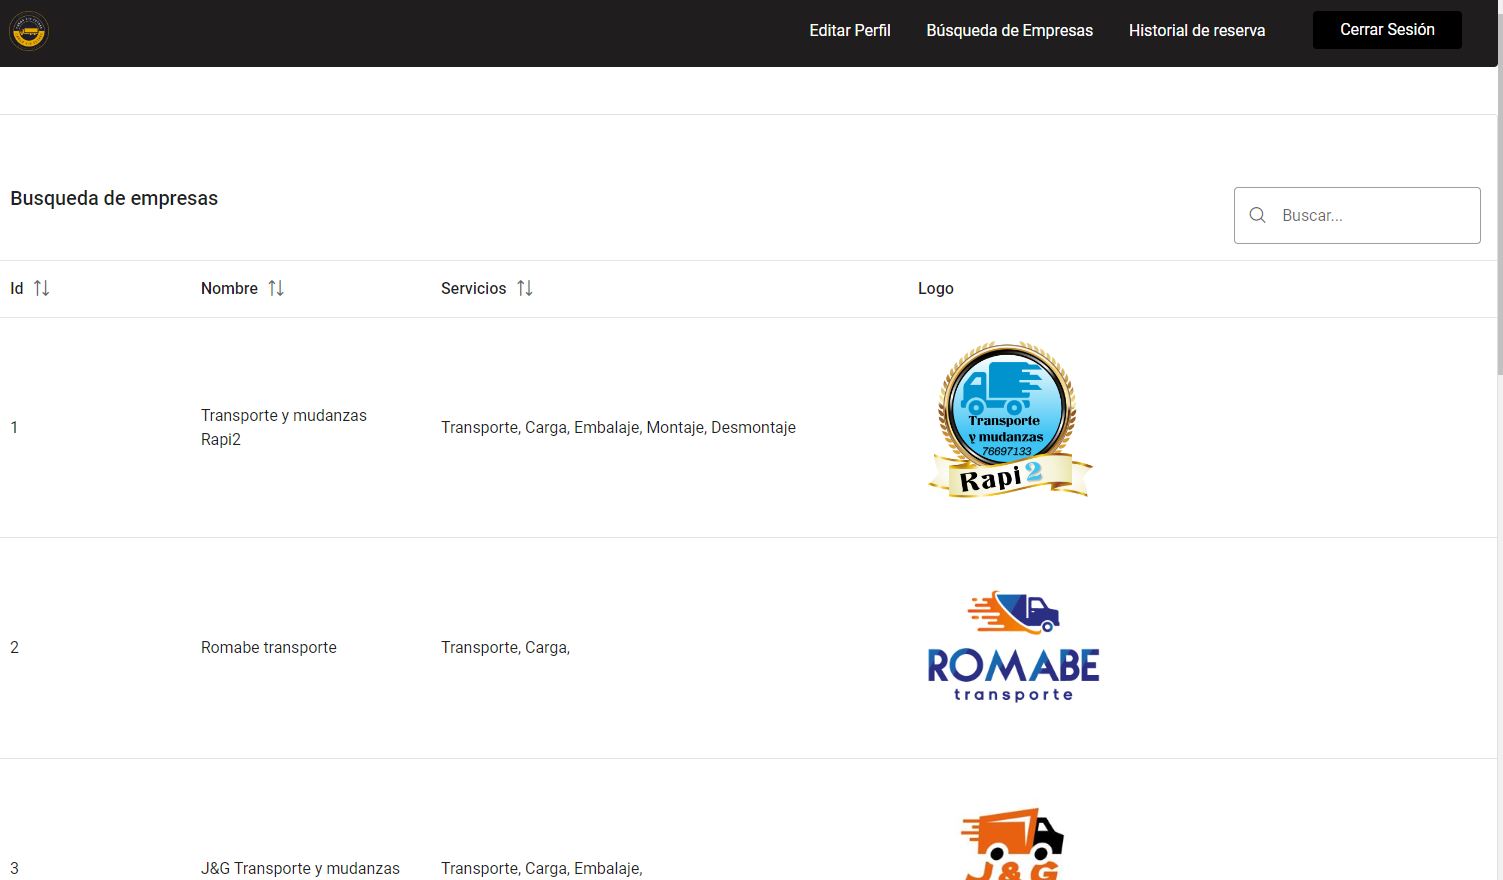 Editar Perfil
Búsqueda de Empresas
Historial de reserva
Cerrar Sesión
Busqueda de empresas
Buscar...
Id
Nombre
Servicios
Logo
1
Transporte y mudanzas
Rapi2
Transporte, Carga, Embalaje, Montaje, Desmontaje
Transporte
y mudanzas
76697133
Rapi 2
2
Romabe transporte
Transporte, Carga,
ROMABE
transporte
3
J&G Transporte y mudanzas
Transporte, Carga, Embalaje,
J&G